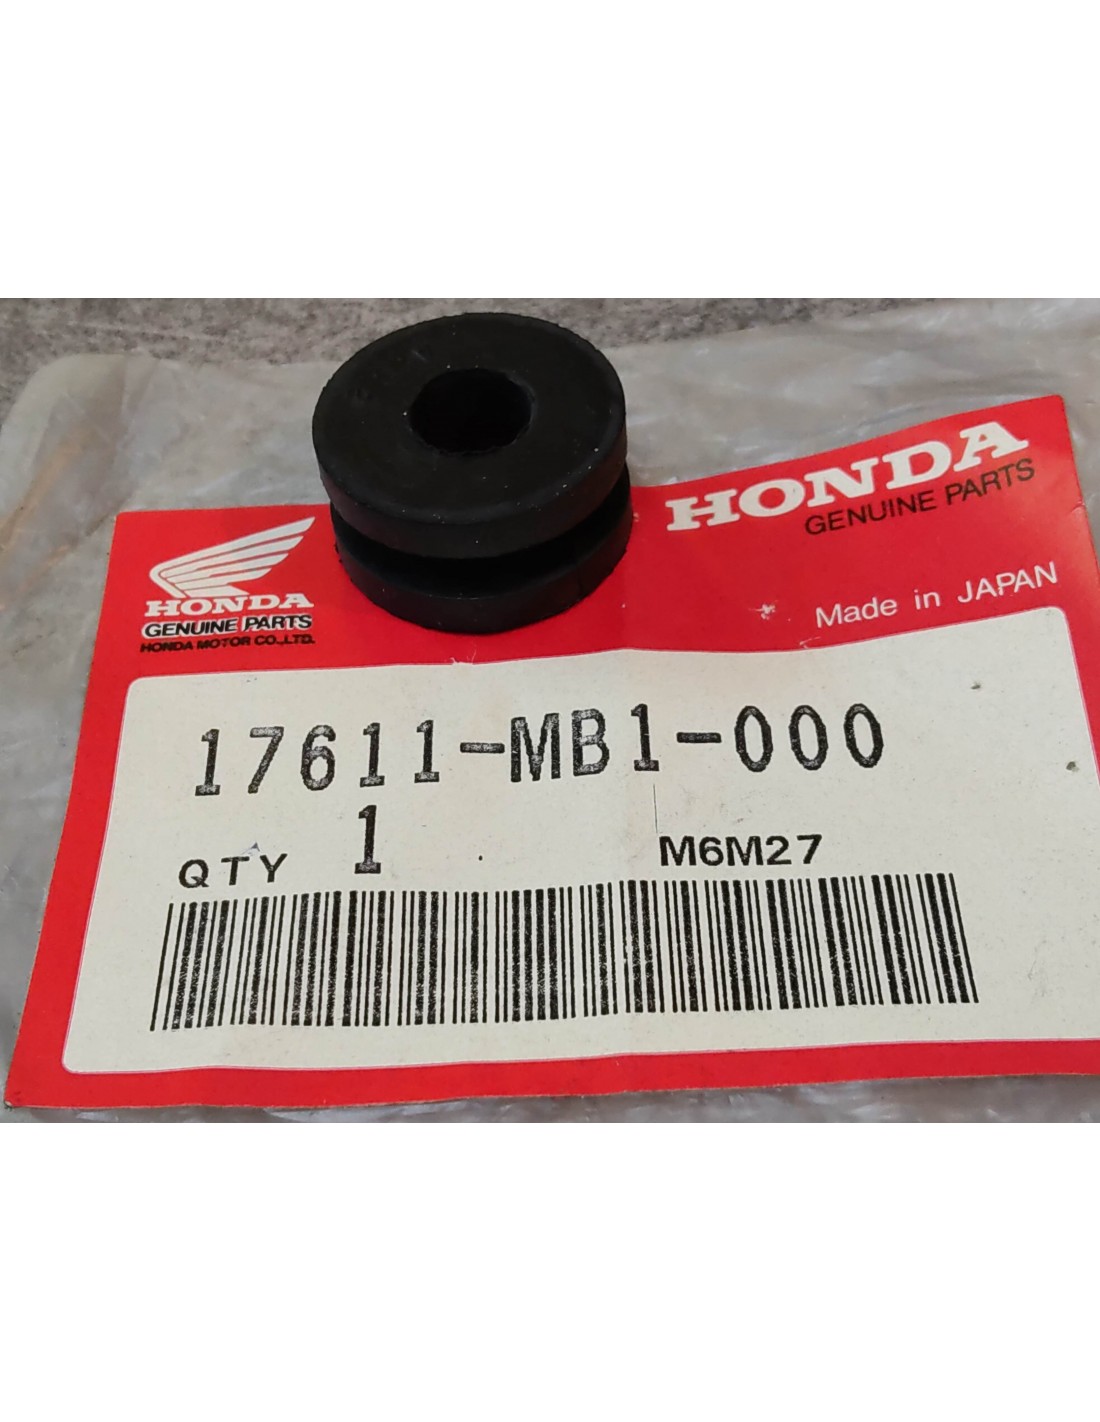 HONDA
GENUINE PARTS
Made in JAPAN
HONDA
GENUINE PARTS
HONDA MOTOR CO.,LTD.
17611-MB1-000
QTY 1 M6M27